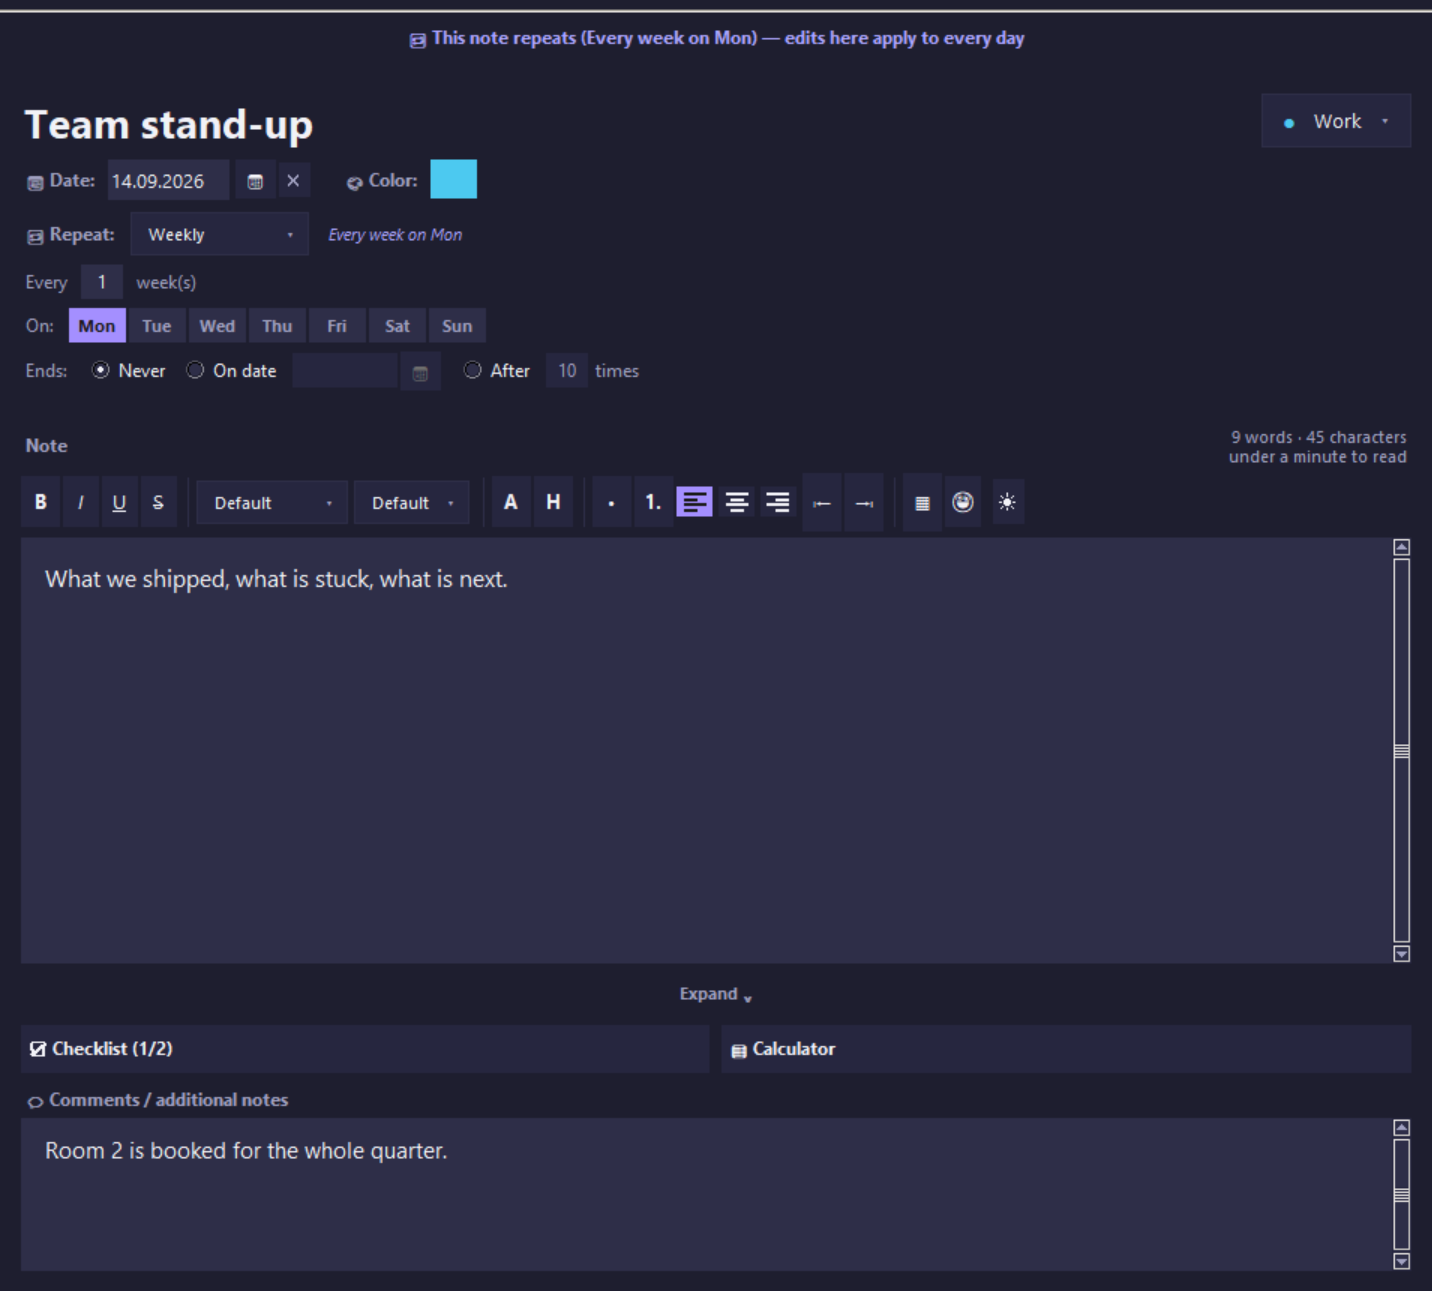 This note repeats (Every week on Mon) — edits here apply to every day
Team stand-up
Work
Date: 14.09.2026 × Color:
Repeat: Weekly Every week on Mon
Every 1 week(s)
On: Mon Tue Wed Thu Fri Sat Sun
Ends: Never On date After 10 times
Note
9 words · 45 characters
under a minute to read
B I U S Default Default A H • 1.
What we shipped, what is stuck, what is next.
Expand
Checklist (1/2)
Calculator
Comments / additional notes
Room 2 is booked for the whole quarter.